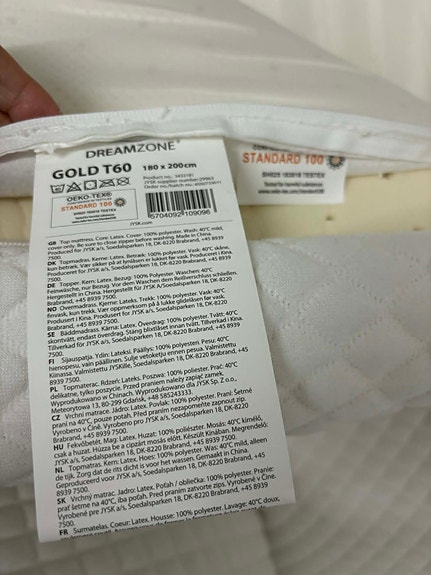 DREAMZONE
GOLD T60 180 x 200cm
Product no.: 3433181
OEKO-TEX®
STANDARD 100
SH025 183818 TESTEX
5704092 109096
JYSK.com
GB Top mattress. Core: Latex. Cover: 100% polyester. Wash: 40°C mild,
cover only. Be sure to close zipper before washing. Made in China.
Produced for JYSK a/s, Soedalsparken 18, DK-8220 Brabrand, +45 8939
7500.
DK Topmadras. Kerne: Latex. Betræk: 100% polyester. Vask: 40°C skåne,
kun betræk. Vær sikker på at lynlåsen er lukket før vask. Produceret i Kina.
Produceret for JYSK a/s, Soedalsparken 18, DK-8220 Brabrand, +45 8939
7500.
DE Topper. Kern: Latex. Bezug: 100% Polyester. Waschen: 40°C
Feinwäsche, nur Bezug. Vor dem Waschen den Reißverschluss schließen.
Hergestellt in China. Hergestellt für JYSK a/s, Soedalsparken 18, DK-8220
Brabrand, +45 8939 7500.
NO Overmadrass. Kjerne: Latex. Trekk: 100% polyester. Vask: 40°C
finvask, kun trekk. Vær oppmerksom på å lukke glidelåsen før vask.
Produsert i Kina. Produsert for JYSK a/s, Soedalsparken 18, DK-8220
Brabrand, +45 8939 7500.
SE Bäddmadrass. Kärna: Latex. Överdrag: 100% polyester. Tvätt: 40°C
skontvätt, endast överdrag. Stäng blixtlåset innan tvätt. Tillverkad i Kina.
Tillverkad för JYSK a/s, Soedalsparken 18, DK-8220 Brabrand, +45 8939
7500.
FI Sijauspatja. Ydin: Lateksi. Päällys: 100% polyesteri. Pesu: 40°C
hienopesu, vain päällinen. Sulje vetoketju ennen pesua. Valmistettu
Kiinassa. Valmistettu JYSKille, Soedalsparken 18, DK-8220 Brabrand, +45
8939 7500.
PL Topmaterac. Rdzeń: Lateks. Poszwa: 100% poliester. Prać: 40°C
delikatne, tylko poszycie. Przed praniem należy zapiąć zamek.
Wyprodukowano w Chinach. Wyprodukowano dla JYSK Sp. Z o.o.,
Meteorytowa 13, 80-299 Gdańsk, +48 585243333.
CZ Vrchní matrace. Jádro: Latex. Povlak: 100% polyester. Praní: Šetrné
praní na 40°C, pouze potah. Před praním nezapomeňte zapnout zip.
Vyrobeno v Číně. Vyrobeno pro JYSK a/s, Soedalsparken 18, DK-8220
Brabrand, +45 8939 7500.
HU Fekvőbetét. Mag: Latex. Huzat: 100% poliészter. Mosás: 40°C kímélő,
csak a huzat. Húzza be a cipzárt mosás előtt. Készült Kínában. Megrendelő:
JYSK a/s, Soedalsparken 18, DK-8220 Brabrand, +45 8939 7500.
NL Topmatras. Kern: Latex. Hoes: 100% polyester. Was: 40°C mild, alleen
de tijk. Zorg dat de rits dicht is voor het wassen. Gemaakt in China.
Geproduceerd voor JYSK a/s, Soedalsparken 18, DK-8220 Brabrand, +45
8939 7500.
SK Vrchný matrac. Jadro: Latex. Poťah / obliečka: 100% polyester. Pranie:
prať šetrne na 40°C, iba poťah. Pred praním zatvorte zips. Vyrobené v Číne.
Vyrobené pre JYSK a/s, Soedalsparken 18, DK-8220 Brabrand, +45 8939
7500.
FR Surmatelas. Coeur: Latex. Housse: 100% polyester. Lavage: 40°C doux,
STANDARD 100
SH025 183818 TESTEX